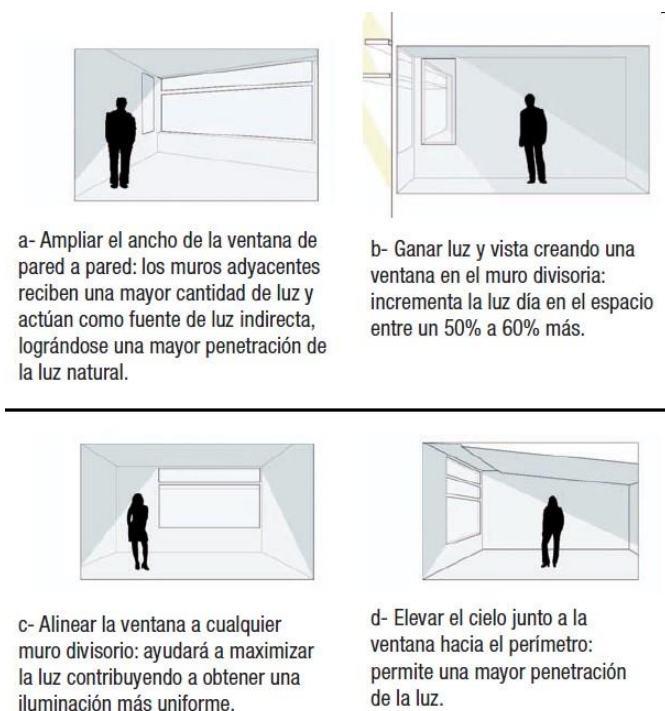 a- Ampliar el ancho de la ventana de
pared a pared: los muros adyacentes
reciben una mayor cantidad de luz y
actúan como fuente de luz indirecta,
lográndose una mayor penetración de
la luz natural.
b- Ganar luz y vista creando una
ventana en el muro divisoria:
incrementa la luz día en el espacio
entre un 50% a 60% más.
c- Alinear la ventana a cualquier
muro divisorio: ayudará a maximizar
la luz contribuyendo a obtener una
iluminación más uniforme.
d- Elevar el cielo junto a la
ventana hacia el perímetro:
permite una mayor penetración
de la luz.